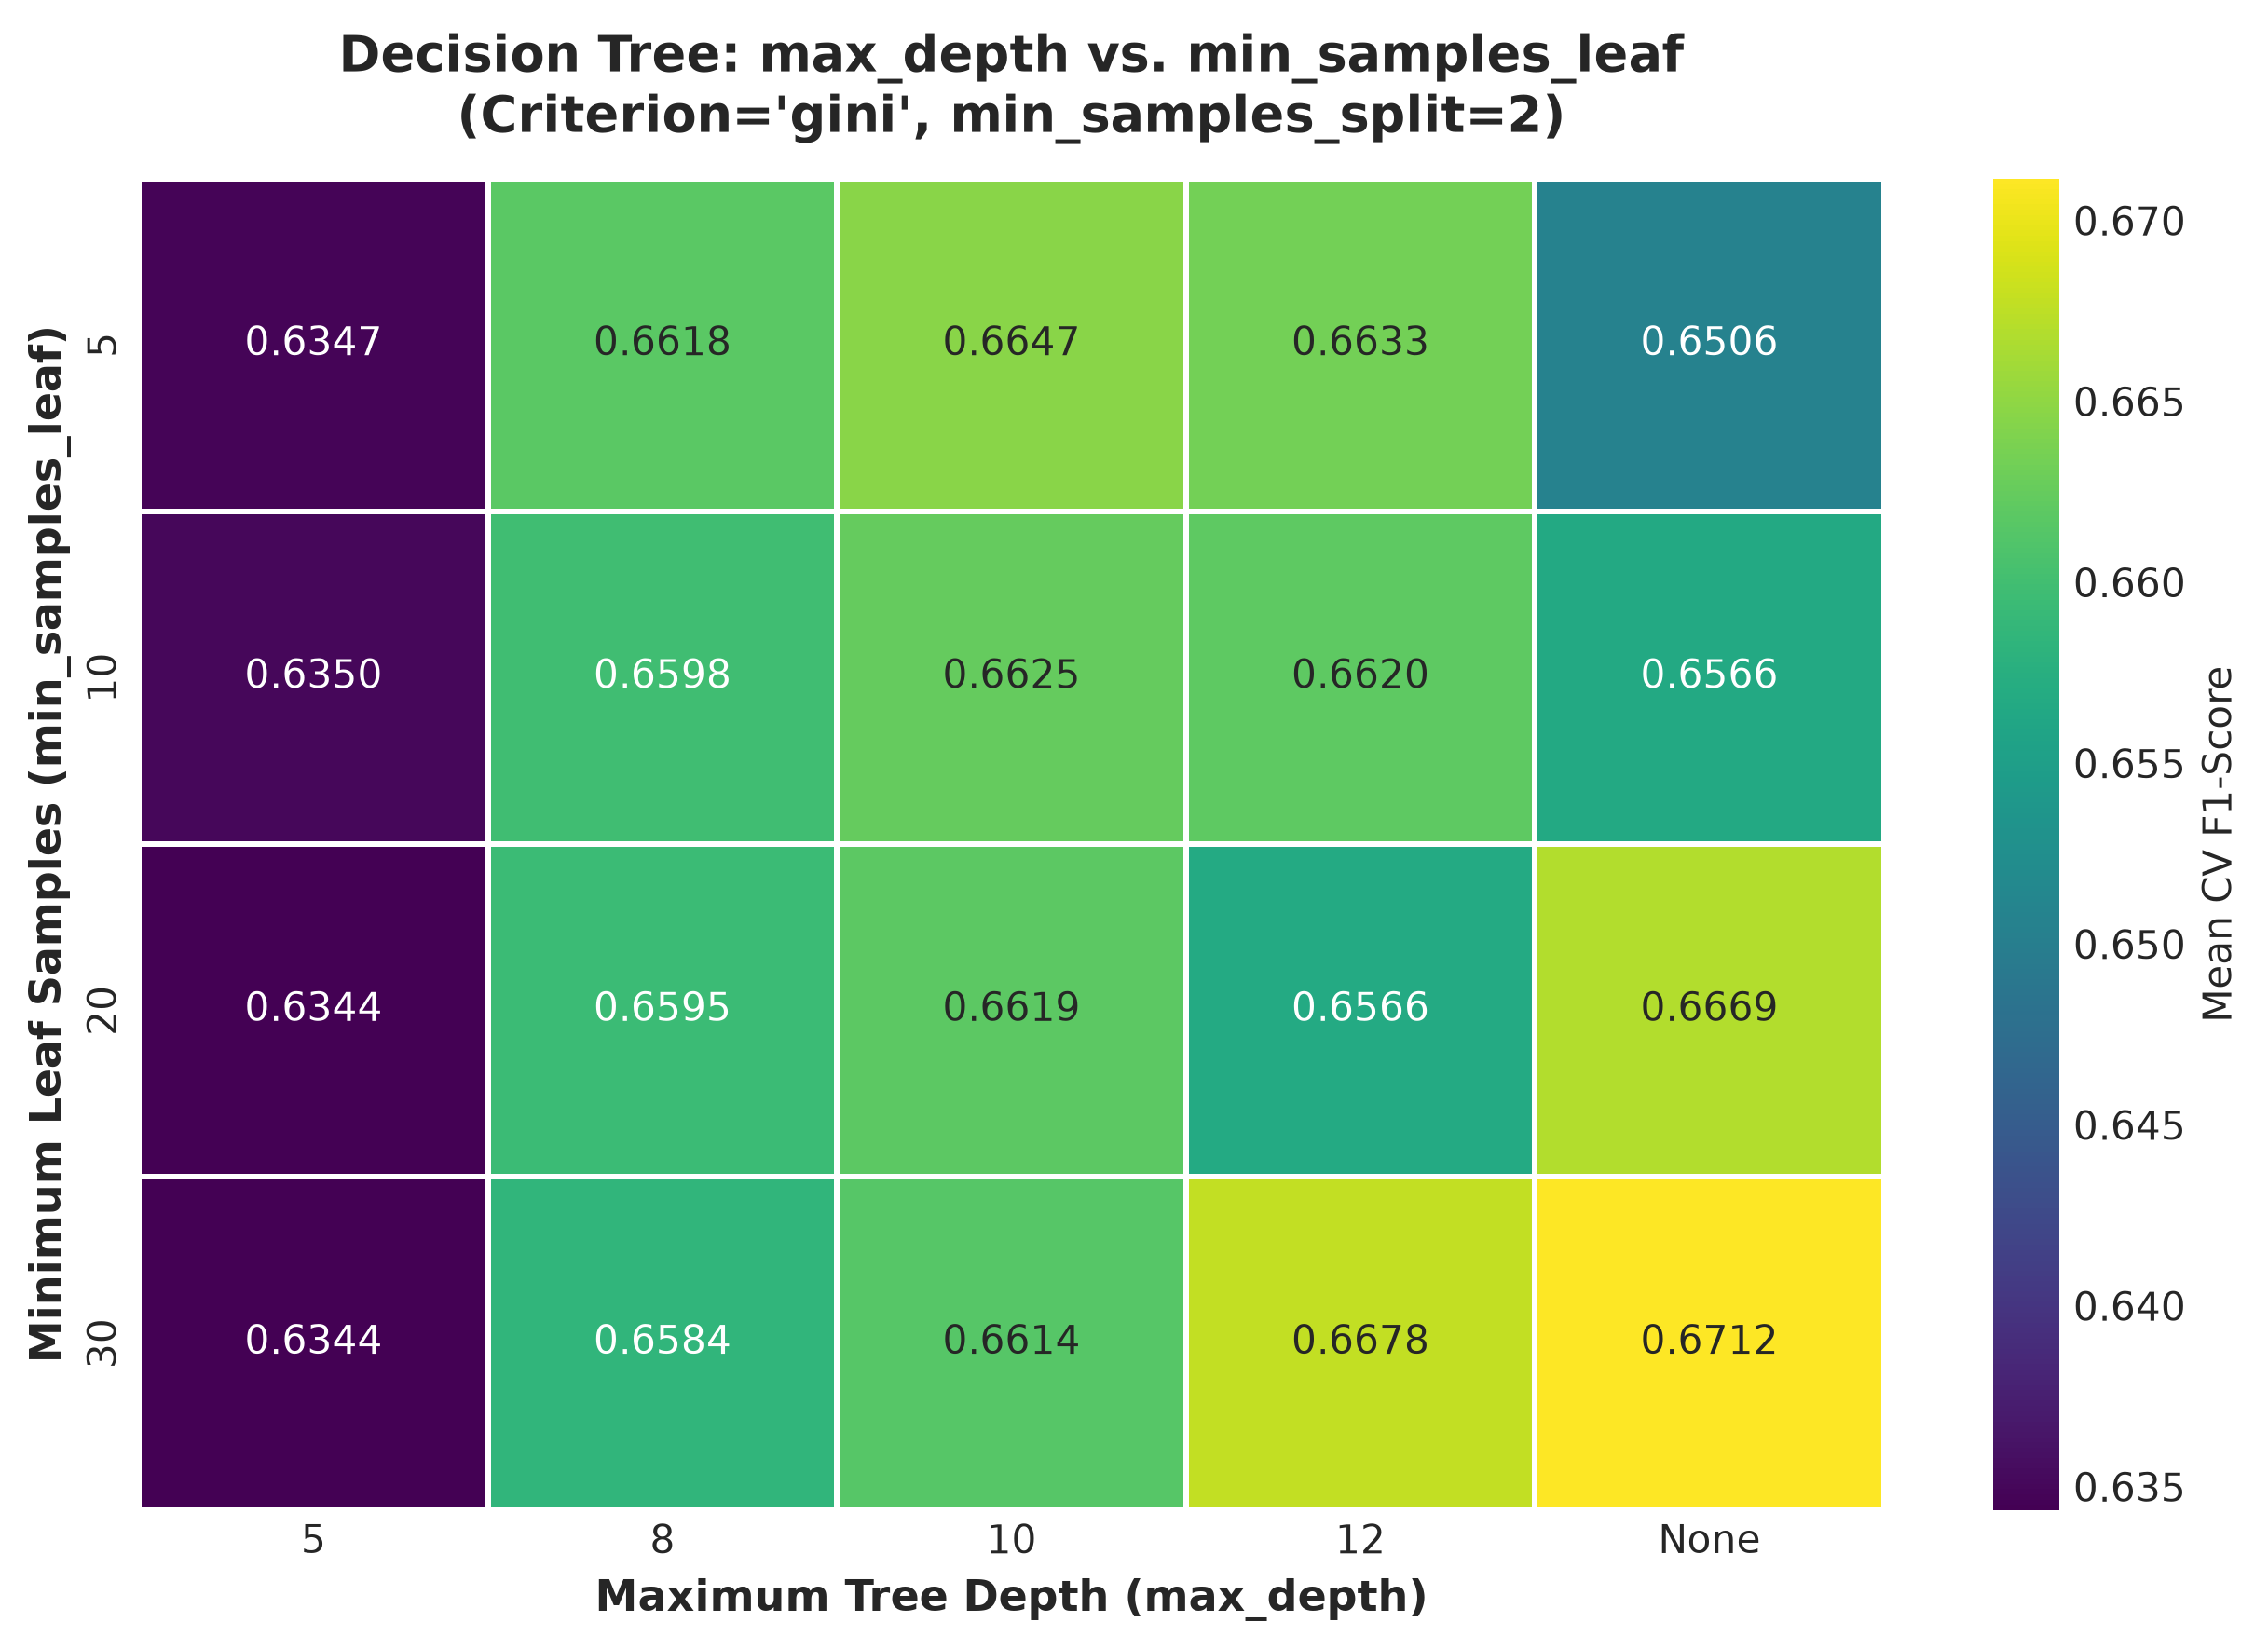 Decision Tree: max_depth vs. min_samples_leaf
(Criterion='gini', min_samples_split=2)
Minimum Leaf Samples (min_samples_leaf)
5
0.6347 0.6618 0.6647 0.6633 0.6506
10
0.6350 0.6598 0.6625 0.6620 0.6566
20
0.6344 0.6595 0.6619 0.6566 0.6669
30
0.6344 0.6584 0.6614 0.6678 0.6712
5 8 10 12 None
Maximum Tree Depth (max_depth)
0.670
0.665
0.660
0.655
0.650
0.645
0.640
0.635
Mean CV F1-Score